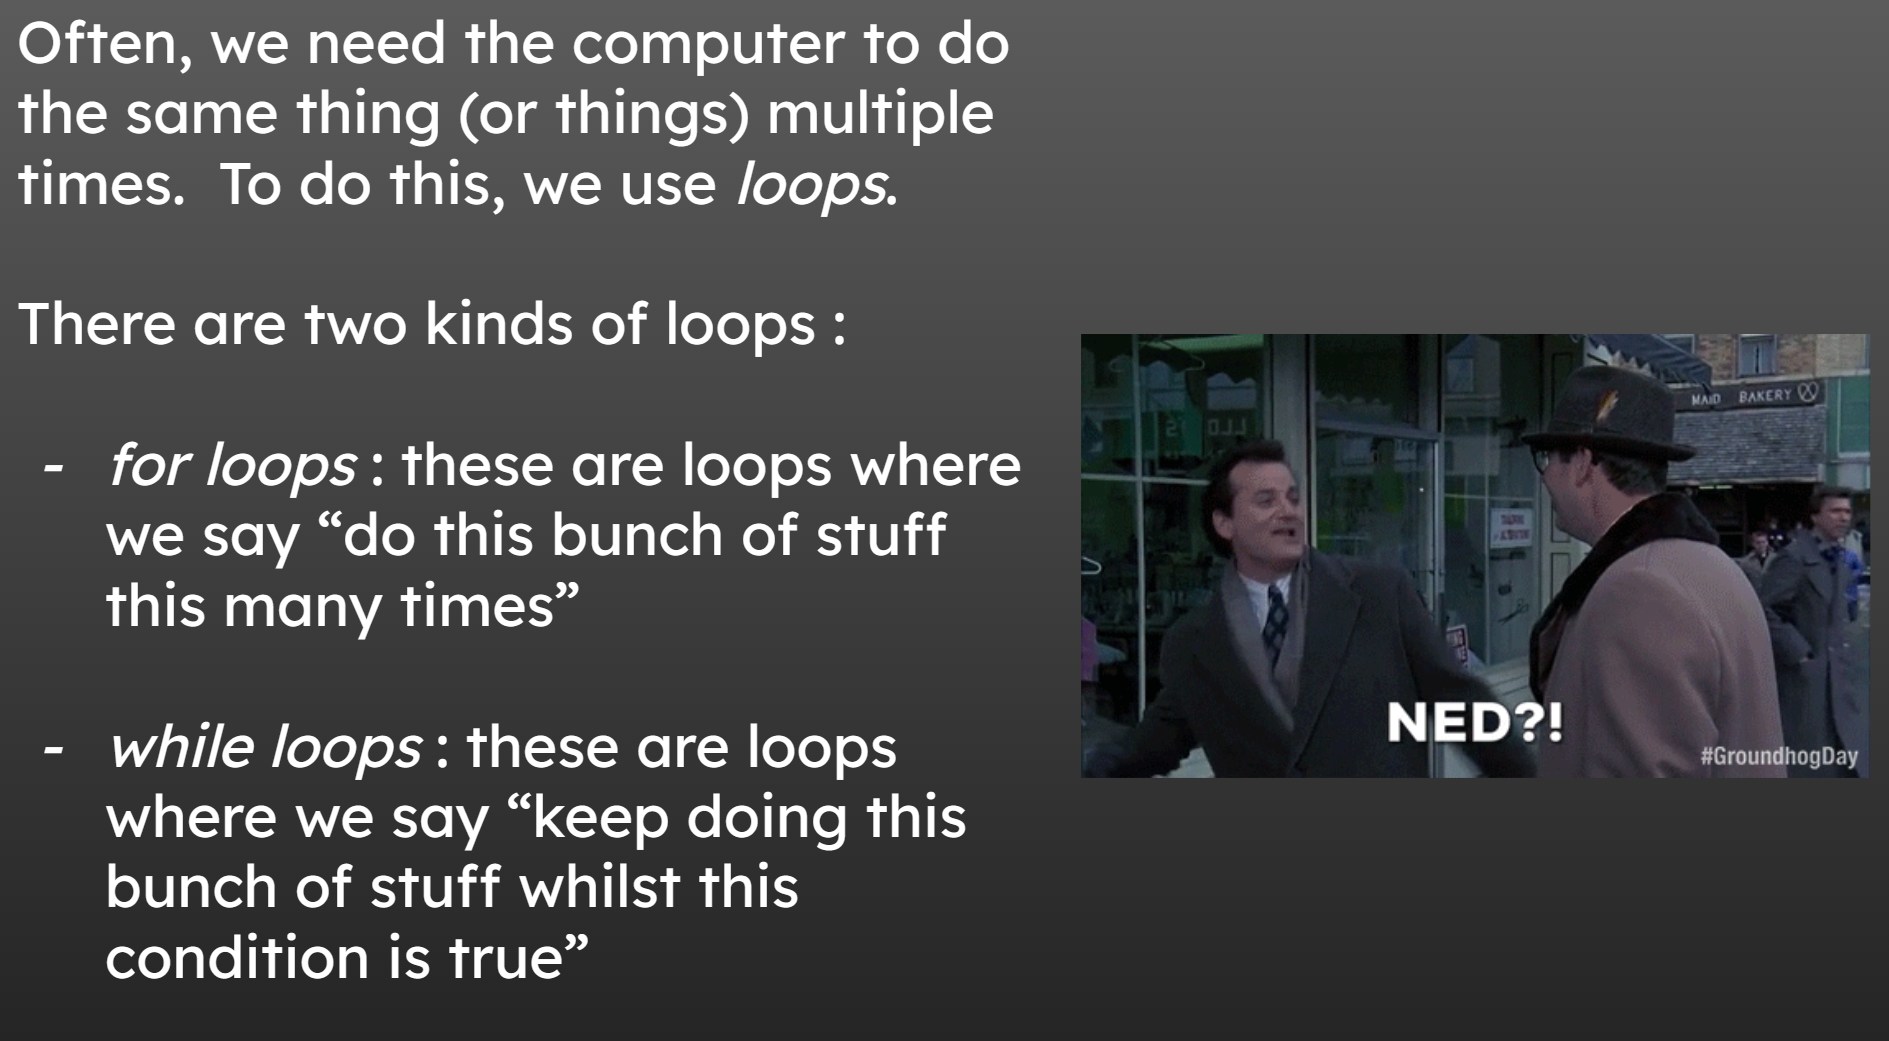 Often, we need the computer to do
the same thing (or things) multiple
times.  To do this, we use loops.
There are two kinds of loops :
- for loops : these are loops where
we say “do this bunch of stuff
this many times”
- while loops : these are loops
where we say “keep doing this
bunch of stuff whilst this
condition is true”
MAID BAKERY
NED?!
#GroundhogDay